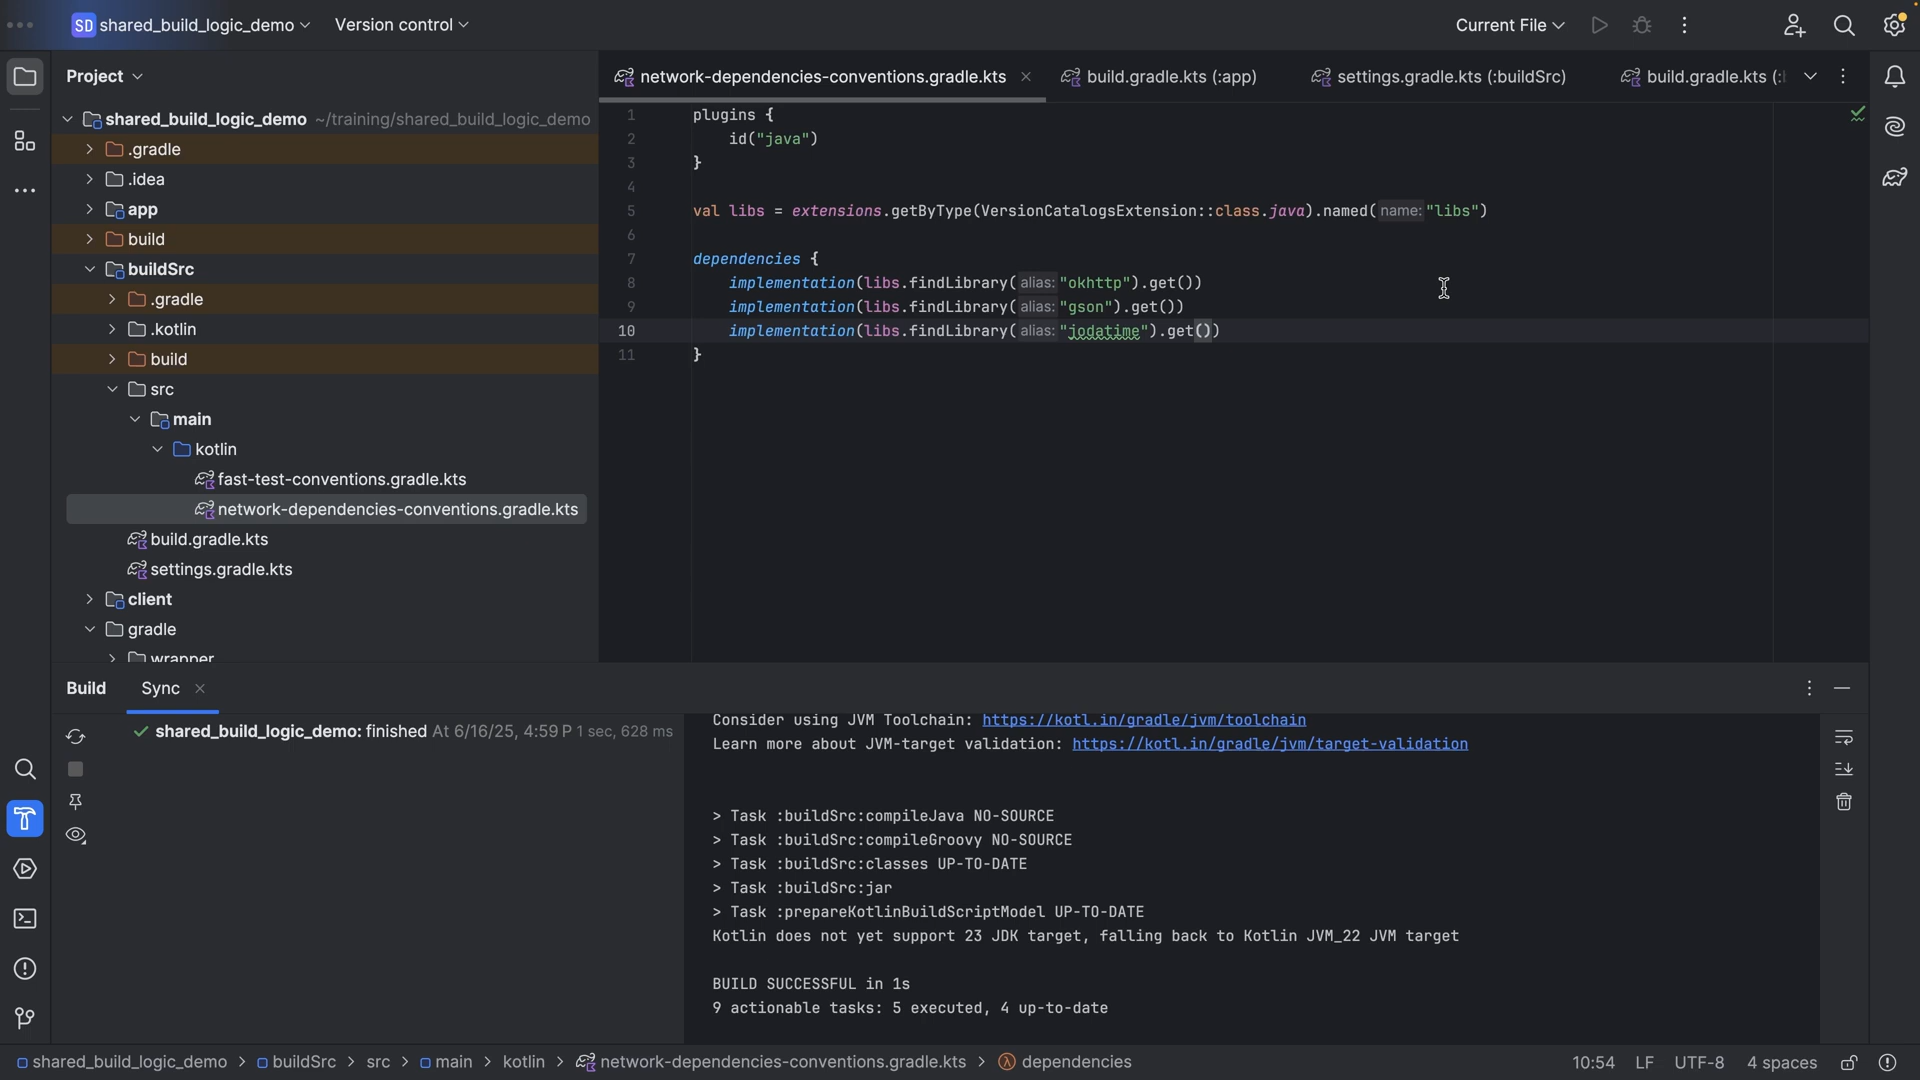 SD shared_build_logic_demo
Version control
Current File
Project
shared_build_logic_demo ~/training/shared_build_logic_demo
.gradle
.idea
app
build
buildSrc
.gradle
.kotlin
build
src
main
kotlin
fast-test-conventions.gradle.kts
network-dependencies-conventions.gradle.kts
build.gradle.kts
settings.gradle.kts
client
gradle
wrapper
network-dependencies-conventions.gradle.kts
build.gradle.kts (:app)
settings.gradle.kts (:buildSrc)
build.gradle.kts (:
1 plugins {
2 id("java")
3 }
4
5 val libs = extensions.getByType(VersionCatalogsExtension::class.java).named( name: "libs")
6
7 dependencies {
8 implementation(libs.findLibrary( alias: "okhttp").get())
9 implementation(libs.findLibrary( alias: "gson").get())
10 implementation(libs.findLibrary( alias: "jodatime").get())
11 }
Build
Sync
shared_build_logic_demo: finished At 6/16/25, 4:59 P 1 sec, 628 ms
Consider using JVM Toolchain: https://kotl.in/gradle/jvm/toolchain
Learn more about JVM-target validation: https://kotl.in/gradle/jvm/target-validation
> Task :buildSrc:compileJava NO-SOURCE
> Task :buildSrc:compileGroovy NO-SOURCE
> Task :buildSrc:classes UP-TO-DATE
> Task :buildSrc:jar
> Task :prepareKotlinBuildScriptModel UP-TO-DATE
Kotlin does not yet support 23 JDK target, falling back to Kotlin JVM_22 JVM target
BUILD SUCCESSFUL in 1s
9 actionable tasks: 5 executed, 4 up-to-date
shared_build_logic_demo > buildSrc > src > main > kotlin > network-dependencies-conventions.gradle.kts > dependencies
10:54 LF UTF-8 4 spaces